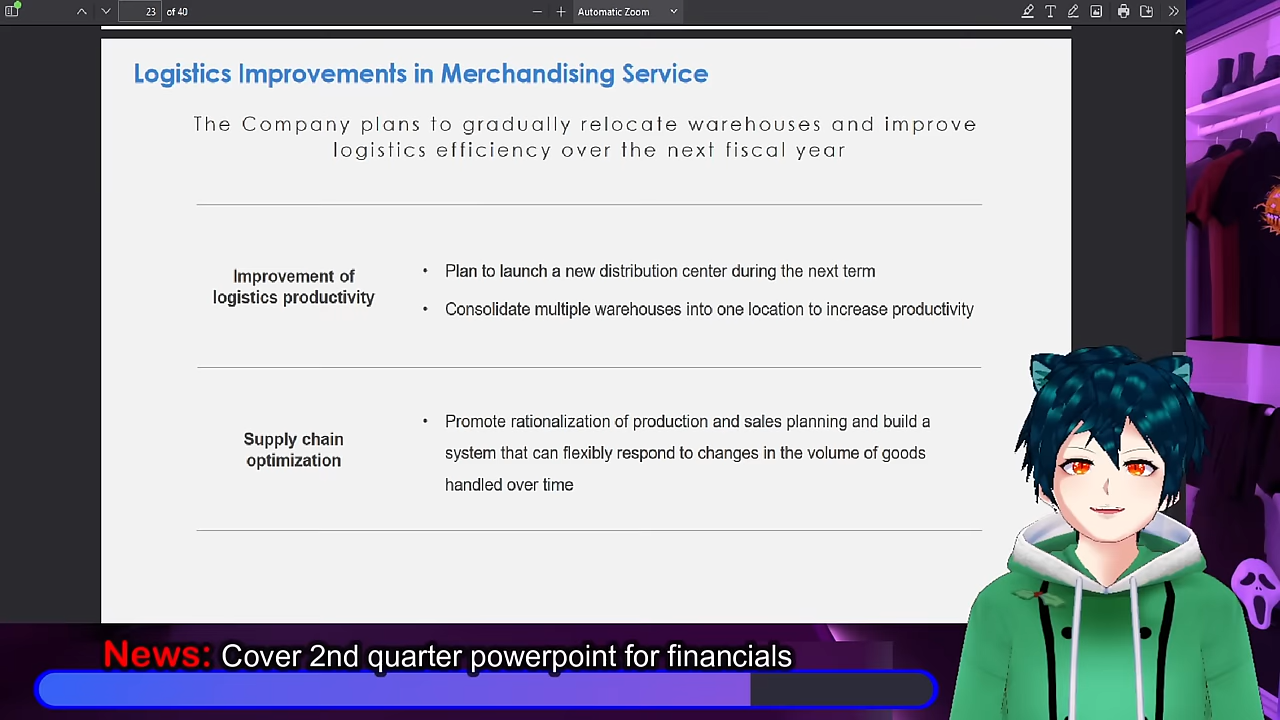 23 of 40
Automatic Zoom
Logistics Improvements in Merchandising Service
The Company plans to gradually relocate warehouses and improve
logistics efficiency over the next fiscal year
Improvement of
logistics productivity
• Plan to launch a new distribution center during the next term
• Consolidate multiple warehouses into one location to increase productivity
Supply chain
optimization
• Promote rationalization of production and sales planning and build a
system that can flexibly respond to changes in the volume of goods
handled over time
News: Cover 2nd quarter powerpoint for financials